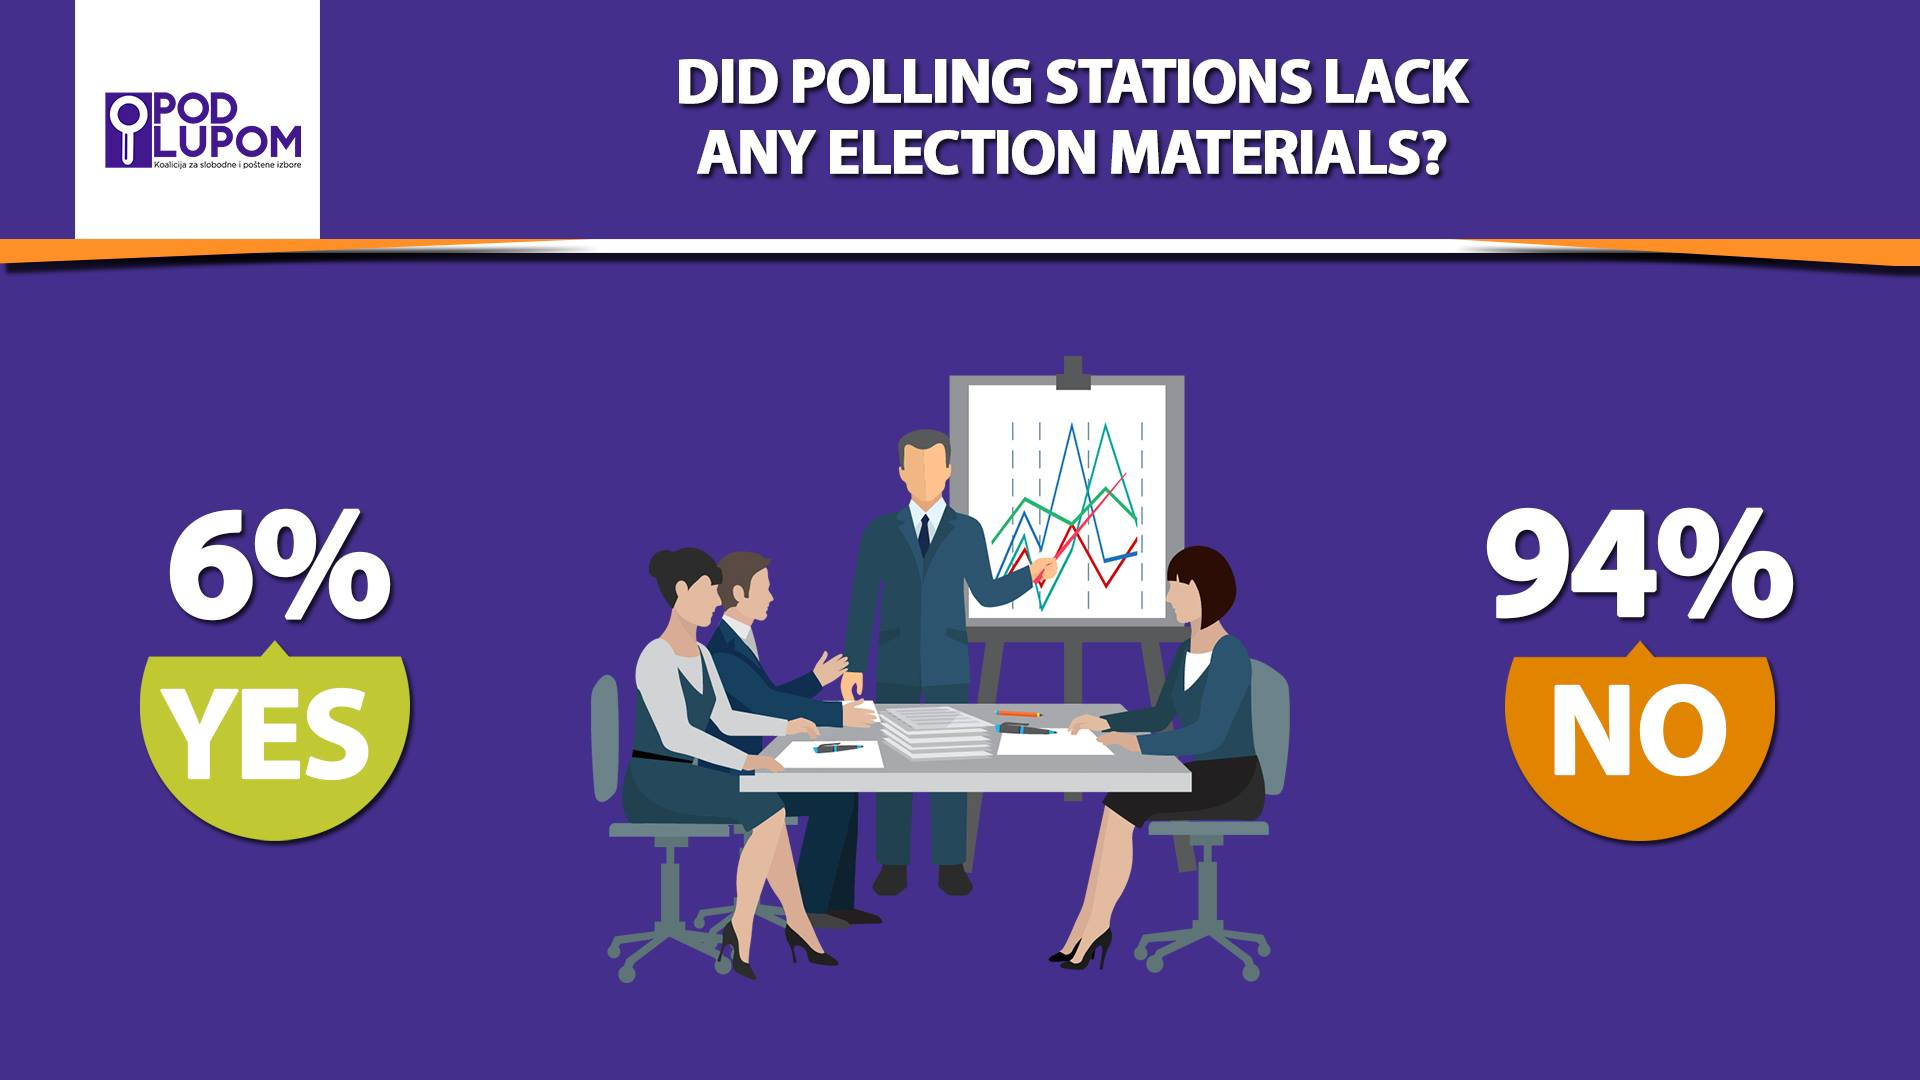 POD
LUPOM
Koalicija za slobodne i poštene izbore
DID POLLING STATIONS LACK
ANY ELECTION MATERIALS?
6%
YES
94%
NO